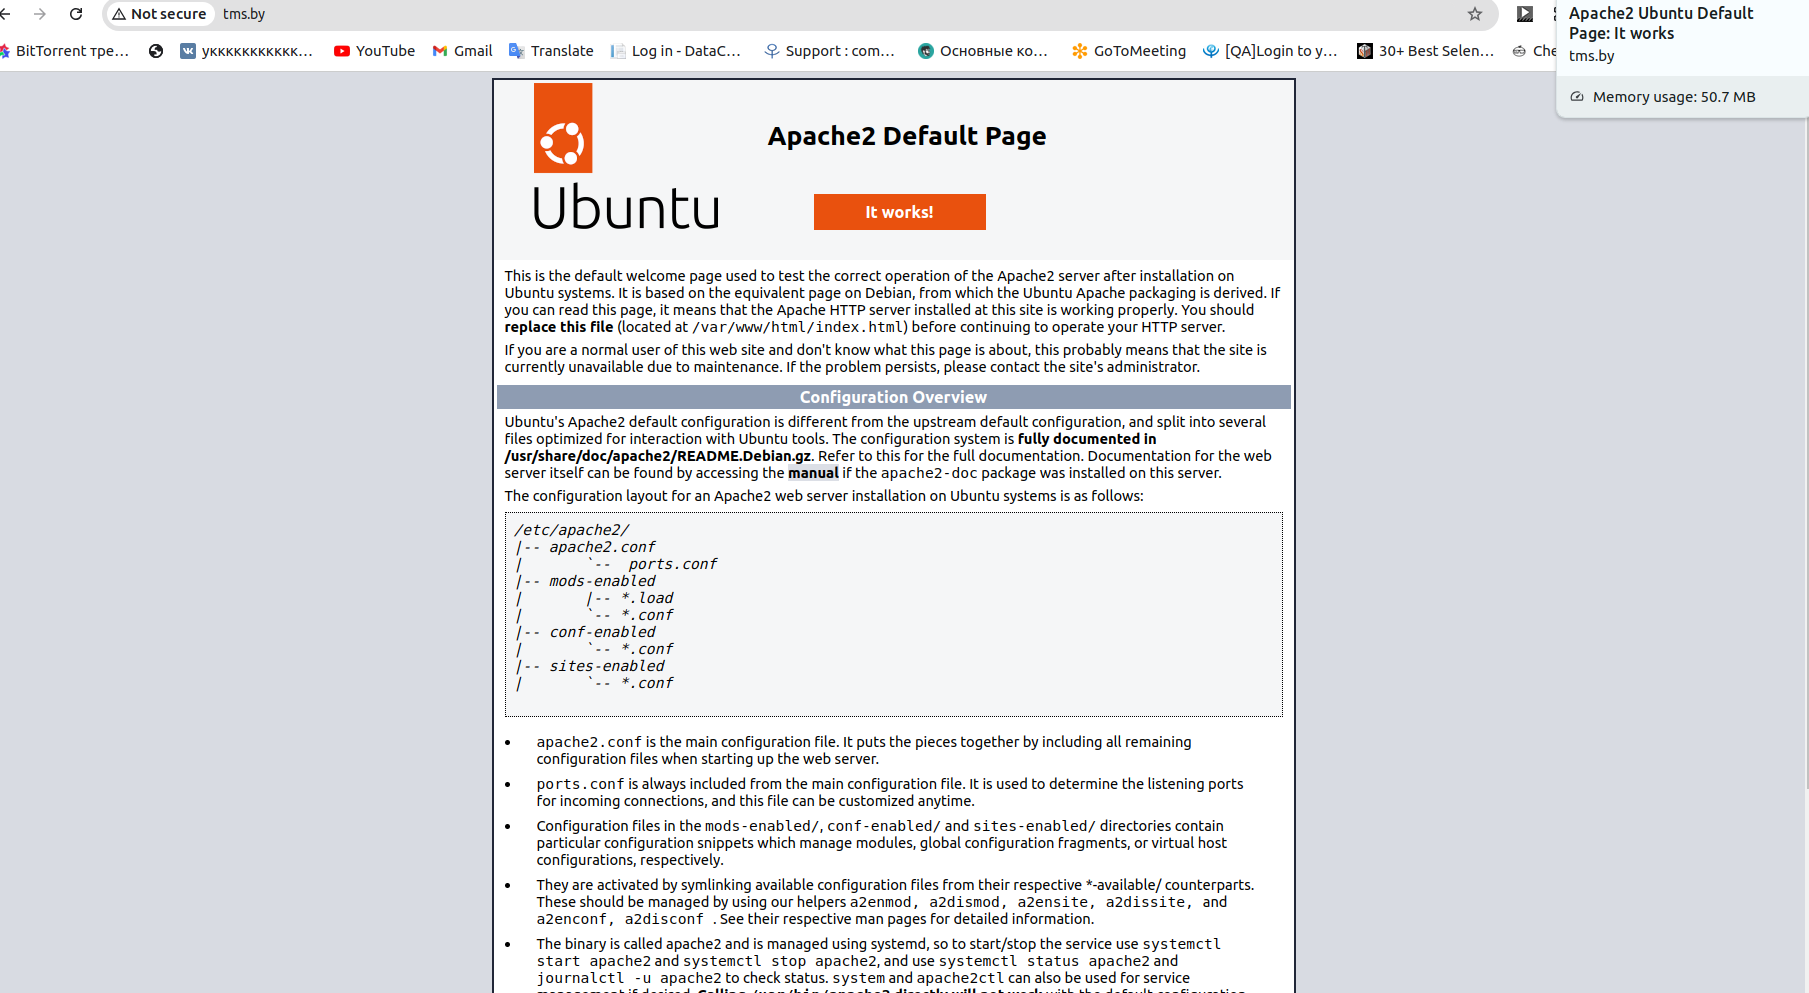 Not secure
tms.by
BitTorrent тре...
уккккккккккк...
YouTube
Gmail
Translate
Log in - DataC...
Support : com...
Основные ко...
GoToMeeting
[QA]Login to y...
30+ Best Selen...
Che
Apache2 Ubuntu Default
Page: It works
tms.by
Memory usage: 50.7 MB
Apache2 Default Page
Ubuntu
It works!
This is the default welcome page used to test the correct operation of the Apache2 server after installation on
Ubuntu systems. It is based on the equivalent page on Debian, from which the Ubuntu Apache packaging is derived. If
you can read this page, it means that the Apache HTTP server installed at this site is working properly. You should
replace this file (located at /var/www/html/index.html) before continuing to operate your HTTP server.
If you are a normal user of this web site and don't know what this page is about, this probably means that the site is
currently unavailable due to maintenance. If the problem persists, please contact the site's administrator.
Configuration Overview
Ubuntu's Apache2 default configuration is different from the upstream default configuration, and split into several
files optimized for interaction with Ubuntu tools. The configuration system is fully documented in
/usr/share/doc/apache2/README.Debian.gz. Refer to this for the full documentation. Documentation for the web
server itself can be found by accessing the manual if the apache2-doc package was installed on this server.
The configuration layout for an Apache2 web server installation on Ubuntu systems is as follows:
/etc/apache2/
|-- apache2.conf
|       `--  ports.conf
|-- mods-enabled
|       |-- *.load
|       `-- *.conf
|-- conf-enabled
|       `-- *.conf
|-- sites-enabled
|       `-- *.conf
• apache2.conf is the main configuration file. It puts the pieces together by including all remaining
configuration files when starting up the web server.
• ports.conf is always included from the main configuration file. It is used to determine the listening ports
for incoming connections, and this file can be customized anytime.
• Configuration files in the mods-enabled/, conf-enabled/ and sites-enabled/ directories contain
particular configuration snippets which manage modules, global configuration fragments, or virtual host
configurations, respectively.
• They are activated by symlinking available configuration files from their respective *-available/ counterparts.
These should be managed by using our helpers a2enmod, a2dismod, a2ensite, a2dissite, and
a2enconf, a2disconf . See their respective man pages for detailed information.
• The binary is called apache2 and is managed using systemd, so to start/stop the service use systemctl
start apache2 and systemctl stop apache2, and use systemctl status apache2 and
journalctl -u apache2 to check status. system and apache2ctl can also be used for service
management if desired. Calling /usr/bin/apache2 directly will not work with the default configuration.